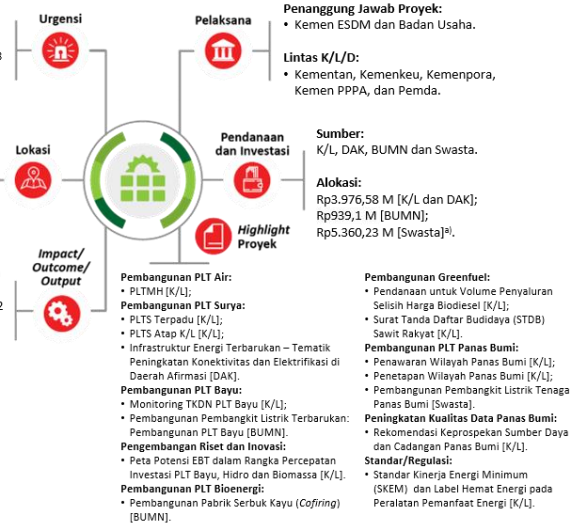 Urgensi
3
Lokasi
Impact/
Outcome/
Output
2
Pelaksana
Penanggung Jawab Proyek:
• Kemen ESDM dan Badan Usaha.
Lintas K/L/D:
• Kementan, Kemenkeu, Kemenpora,
Kemen PPPA, dan Pemda.
Pendanaan
dan Investasi
Sumber:
K/L, DAK, BUMN dan Swasta.
Alokasi:
Rp3.976,58 M [K/L dan DAK];
Rp939,1 M [BUMN];
Rp5.360,23 M [Swasta]a).
Highlight
Proyek
Pembangunan PLT Air:
• PLTMH [K/L];
Pembangunan PLT Surya:
• PLTS Terpadu [K/L];
• PLTS Atap K/L [K/L];
• Infrastruktur Energi Terbarukan – Tematik
Peningkatan Konektivitas dan Elektrifikasi di
Daerah Afirmasi [DAK].
Pembangunan PLT Bayu:
• Monitoring TKDN PLT Bayu [K/L];
• Pembangunan Pembangkit Listrik Terbarukan:
Pembangunan PLT Bayu [BUMN].
Pengembangan Riset dan Inovasi:
• Peta Potensi EBT dalam Rangka Percepatan
Investasi PLT Bayu, Hidro dan Biomassa [K/L].
Pembangunan PLT Bioenergi:
• Pembangunan Pabrik Serbuk Kayu (Cofiring)
[BUMN].
Pembangunan Greenfuel:
• Pendanaan untuk Volume Penyaluran
Selisih Harga Biodiesel [K/L];
• Surat Tanda Daftar Budidaya (STDB)
Sawit Rakyat [K/L].
Pembangunan PLT Panas Bumi:
• Penawaran Wilayah Panas Bumi [K/L];
• Penetapan Wilayah Panas Bumi [K/L];
• Pembangunan Pembangkit Listrik Tenaga
Panas Bumi [Swasta].
Peningkatan Kualitas Data Panas Bumi:
• Rekomendasi Keprospekan Sumber Daya
dan Cadangan Panas Bumi [K/L].
Standar/Regulasi:
• Standar Kinerja Energi Minimum
(SKEM) dan Label Hemat Energi pada
Peralatan Pemanfaat Energi [K/L].